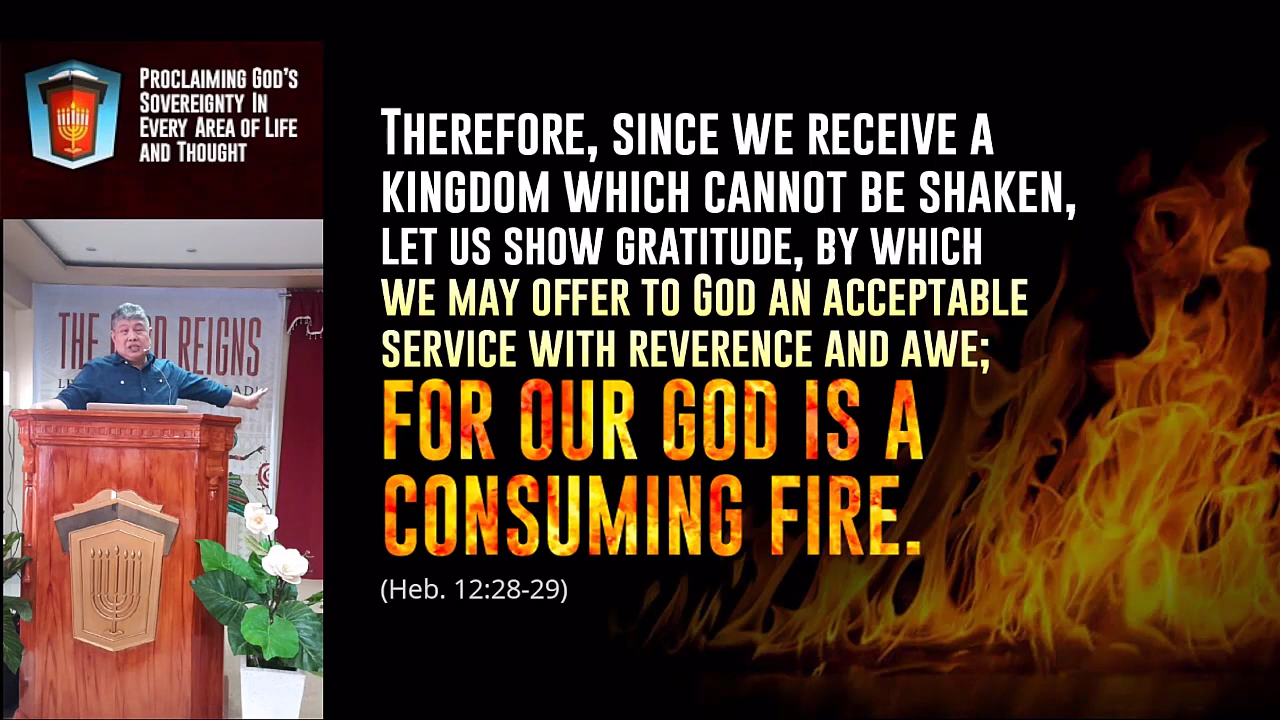 PROCLAIMING GOD'S
SOVEREIGNTY IN
EVERY AREA OF LIFE
AND THOUGHT
THE REIGNS
THEREFORE, SINCE WE RECEIVE A
KINGDOM WHICH CANNOT BE SHAKEN,
LET US SHOW GRATITUDE, BY WHICH
WE MAY OFFER TO GOD AN ACCEPTABLE
SERVICE WITH REVERENCE AND AWE;
FOR OUR GOD IS A
CONSUMING FIRE.
(Heb. 12:28-29)